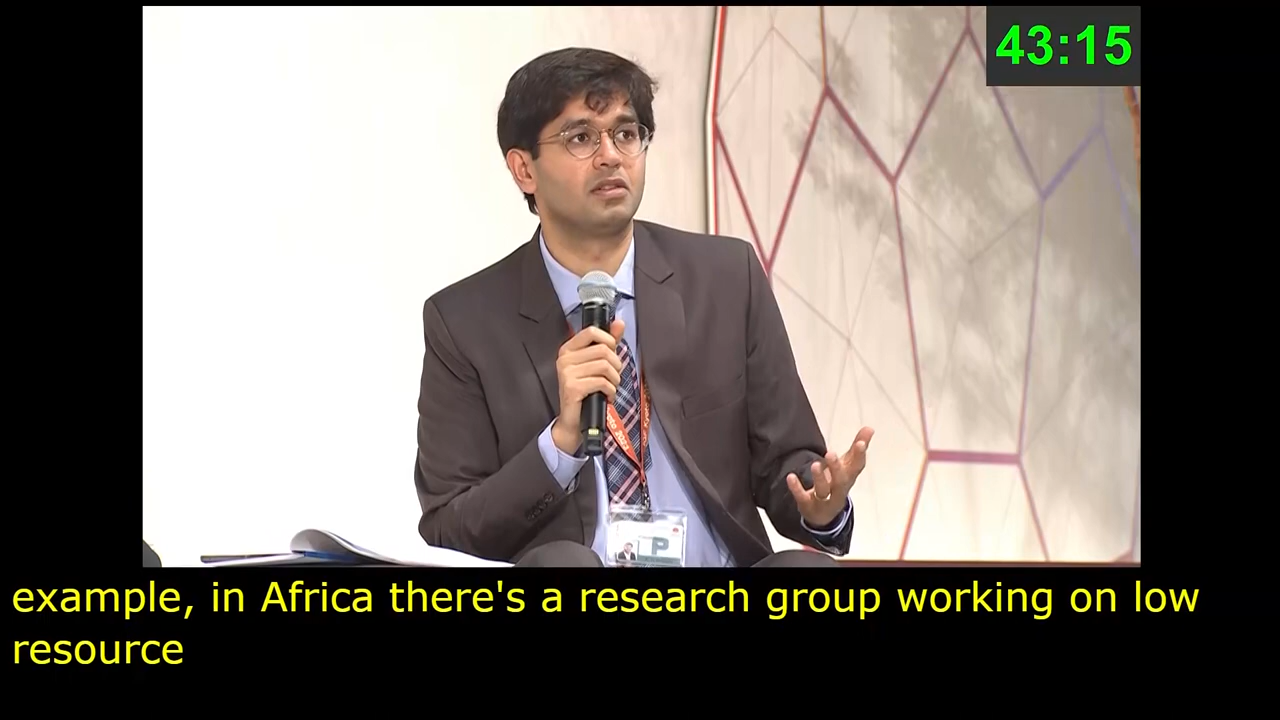 43:15
P
example, in Africa there's a research group working on low
resource